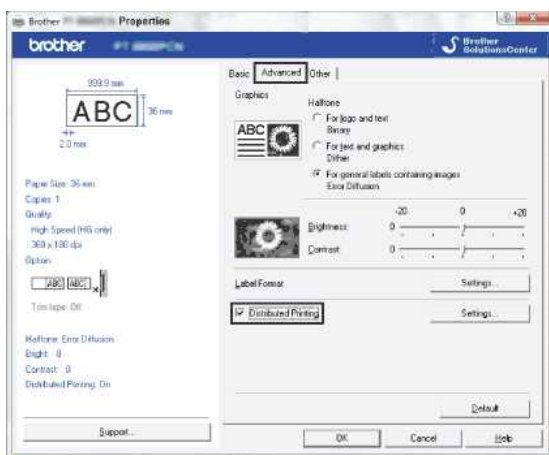 Brother Properties
brother
Brother
SolutionsCenter
999.9 mm
ABC
36 mm
2.0 mm
Paper Size: 36 mm
Copies: 1
Quality:
High Speed (HG only)
360 x 180 dpi
Option:
ABC ABC
Trim tape: Off
Halftone: Error Diffusion
Bright: 0
Contrast: 0
Distributed Printing: On
Support...
Basic Advanced Other
Graphics
ABC
Halftone
For logo and text
Binary
For text and graphics
Dither
For general labels containing images
Error Diffusion
-20 0 +20
Brightness: 0
Contrast: 0
Label Format Settings...
Distributed Printing Settings...
Default
OK Cancel Help